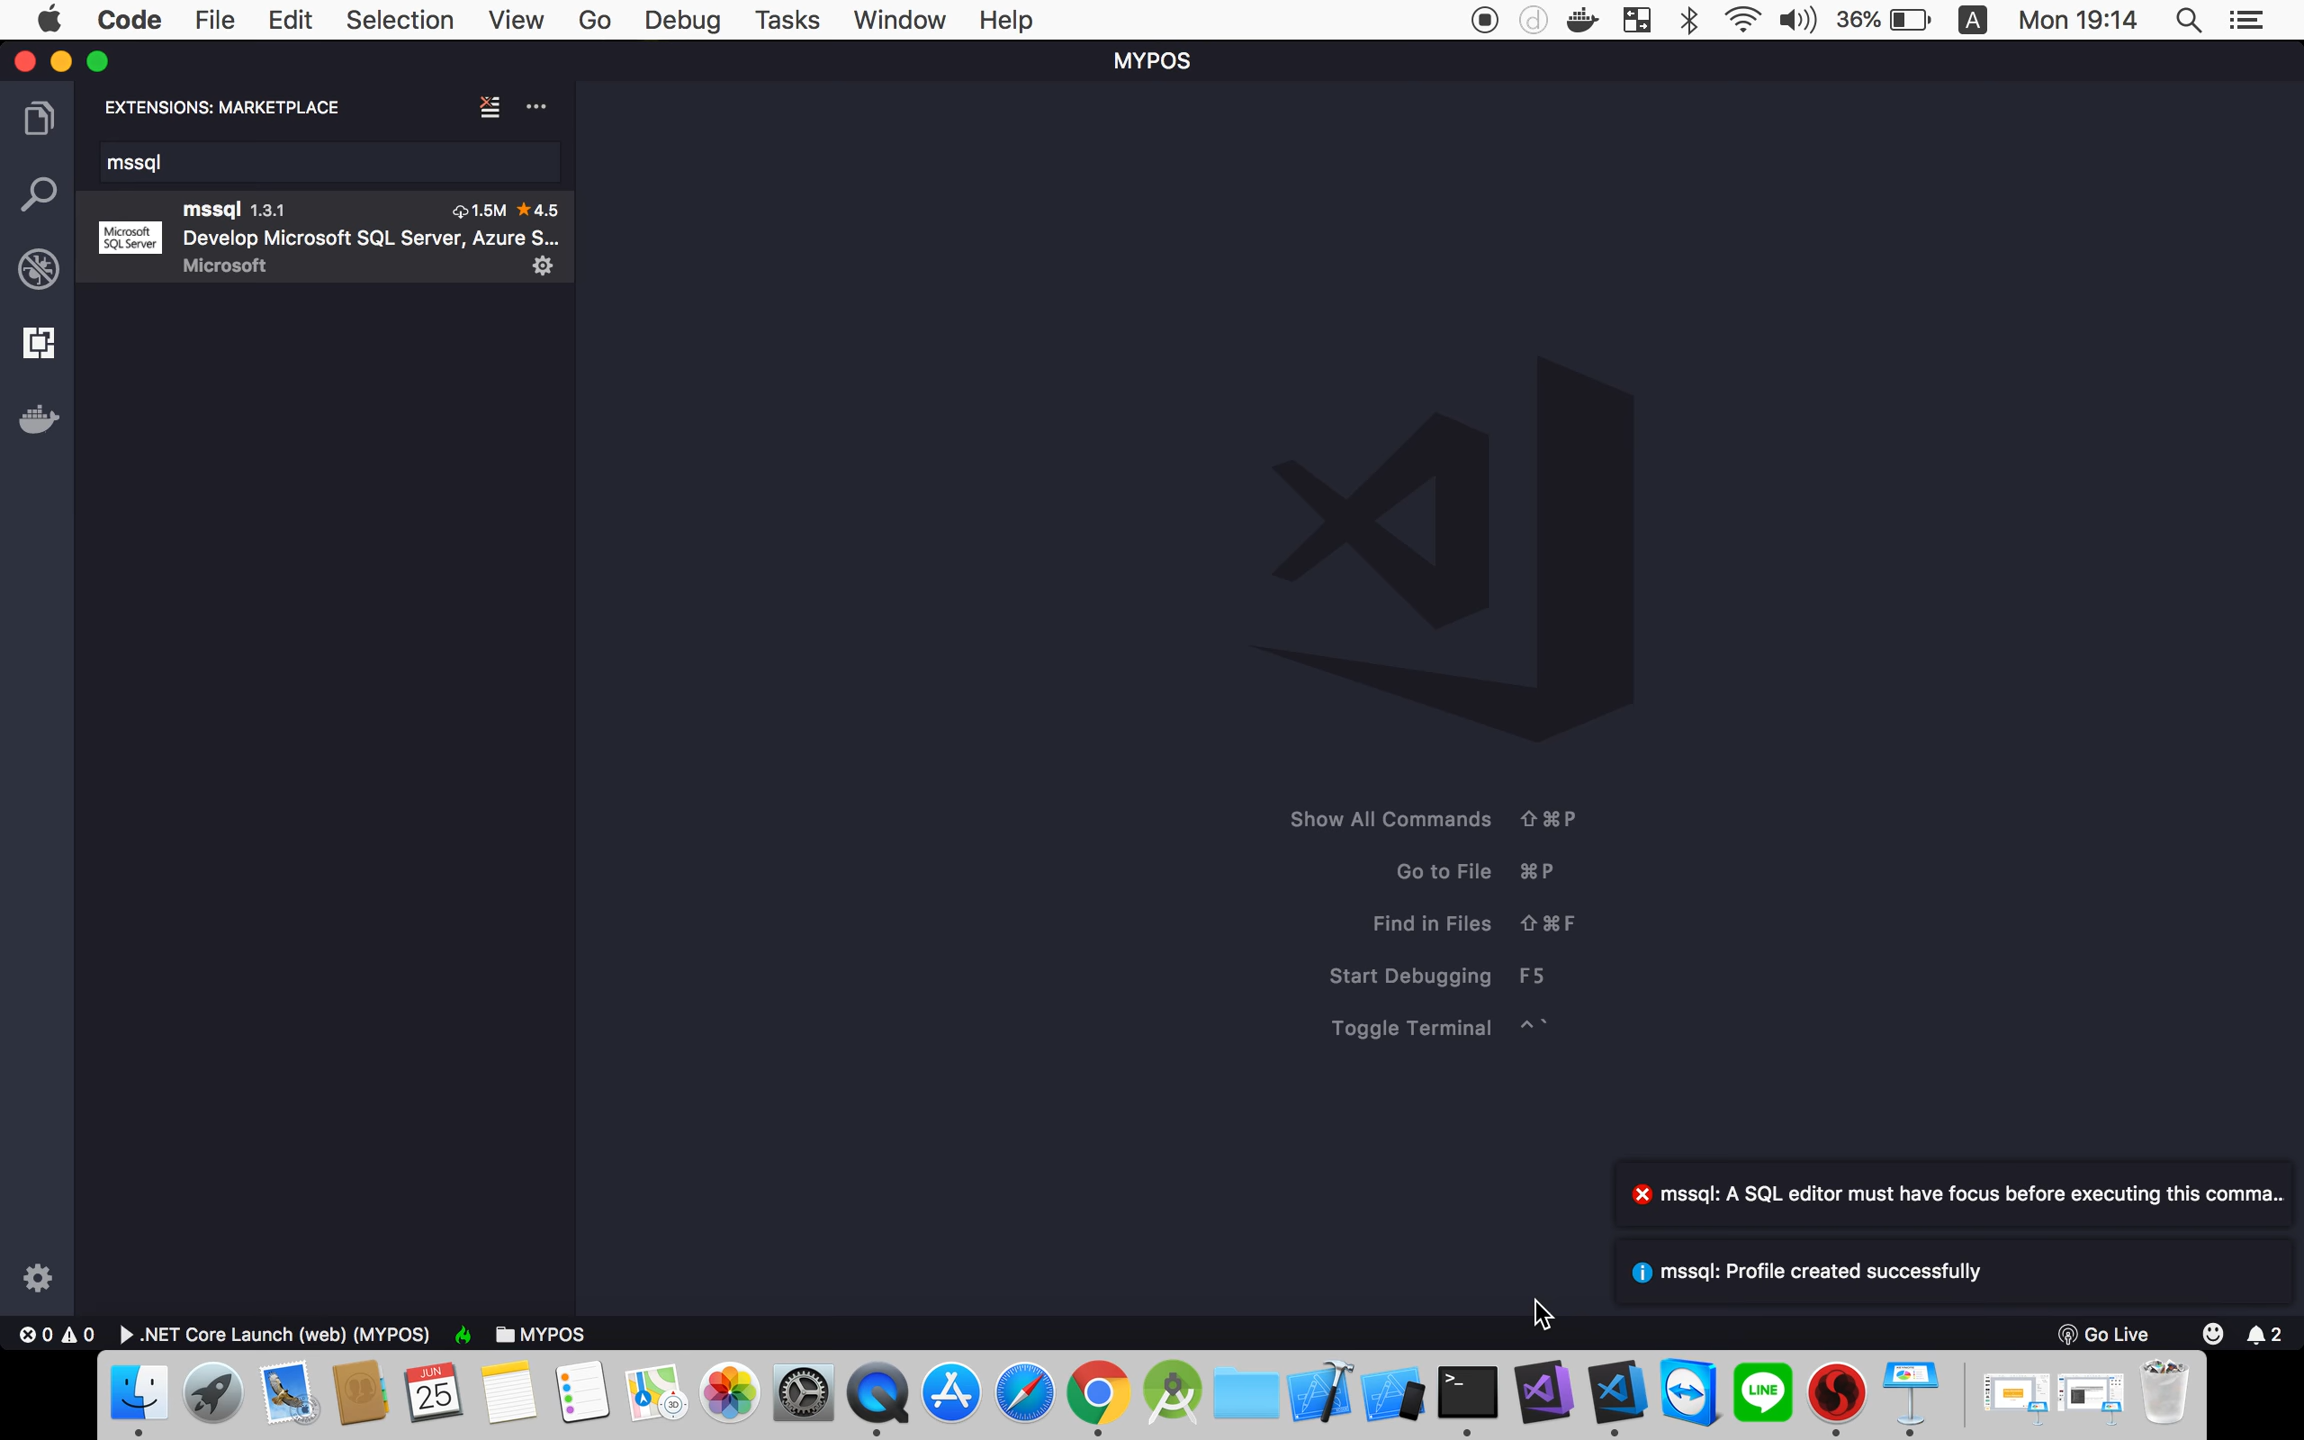 Code File Edit Selection View Go Debug Tasks Window Help 36% A Mon 19:14
MYPOS
EXTENSIONS: MARKETPLACE
mssql
mssql 1.3.1 1.5M 4.5
Microsoft SQL Server
Develop Microsoft SQL Server, Azure S...
Microsoft
Show All Commands ⇧⌘P
Go to File ⌘P
Find in Files ⇧⌘F
Start Debugging F5
Toggle Terminal ^`
mssql: A SQL editor must have focus before executing this comma...
mssql: Profile created successfully
0 0 .NET Core Launch (web) (MYPOS) MYPOS Go Live 2
JUN
25
3D
>_
LINE